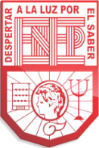 DESPERTAR A LA LUZ POR EL SABER
ENP